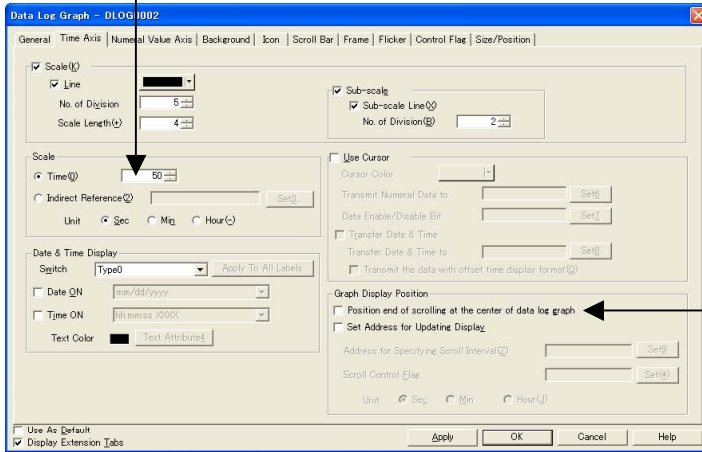 Data Log Graph - DLOG0002
General Time Axis Numeral Value Axis Background Icon Scroll Bar Frame Flicker Control Flag Size/Position
Scale(K)
Line
No. of Division 5
Scale Length(+) 4
Sub-scale
Sub-scale Line(X)
No. of Division(B) 2
Scale
Time(0) 50
Indirect Reference(2) Set3..
Unit Sec Min Hour(-)
Date & Time Display
Switch Type0 Apply To All Labels
Date ON mm/dd/yyyy
Time ON hh:mm:ss XXXX
Text Color Text Attribute4
Use Cursor
Cursor Color
Transmit Numeral Data to Set6
Data Enable/Disable Bit Set7
Transfer Date & Time
Transfer Date & Time to Set8
Transmit the data with offset time display format(Q)
Graph Display Position
Position end of scrolling at the center of data log graph
Set Address for Updating Display
Address for Specifying Scroll Interval(Z) Set9
Scroll Control Flag Set(*)
Unit Sec Min Hour(J)
Use As Default
Display Extension Tabs
Apply OK Cancel Help